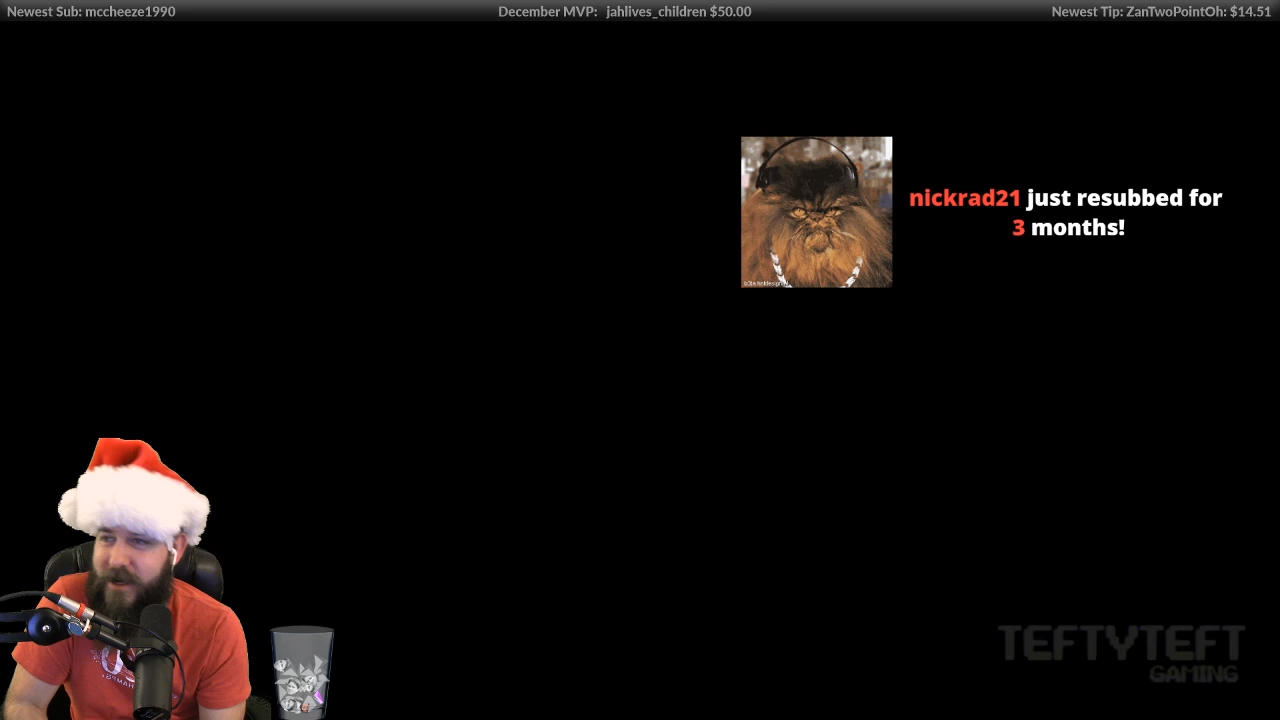 Newest Sub: mccheeze1990
December MVP: jahlives_children $50.00
Newest Tip: ZanTwoPointOh: $14.51
nickrad21 just resubbed for
3 months!
TEFTYTEFT
GAMING